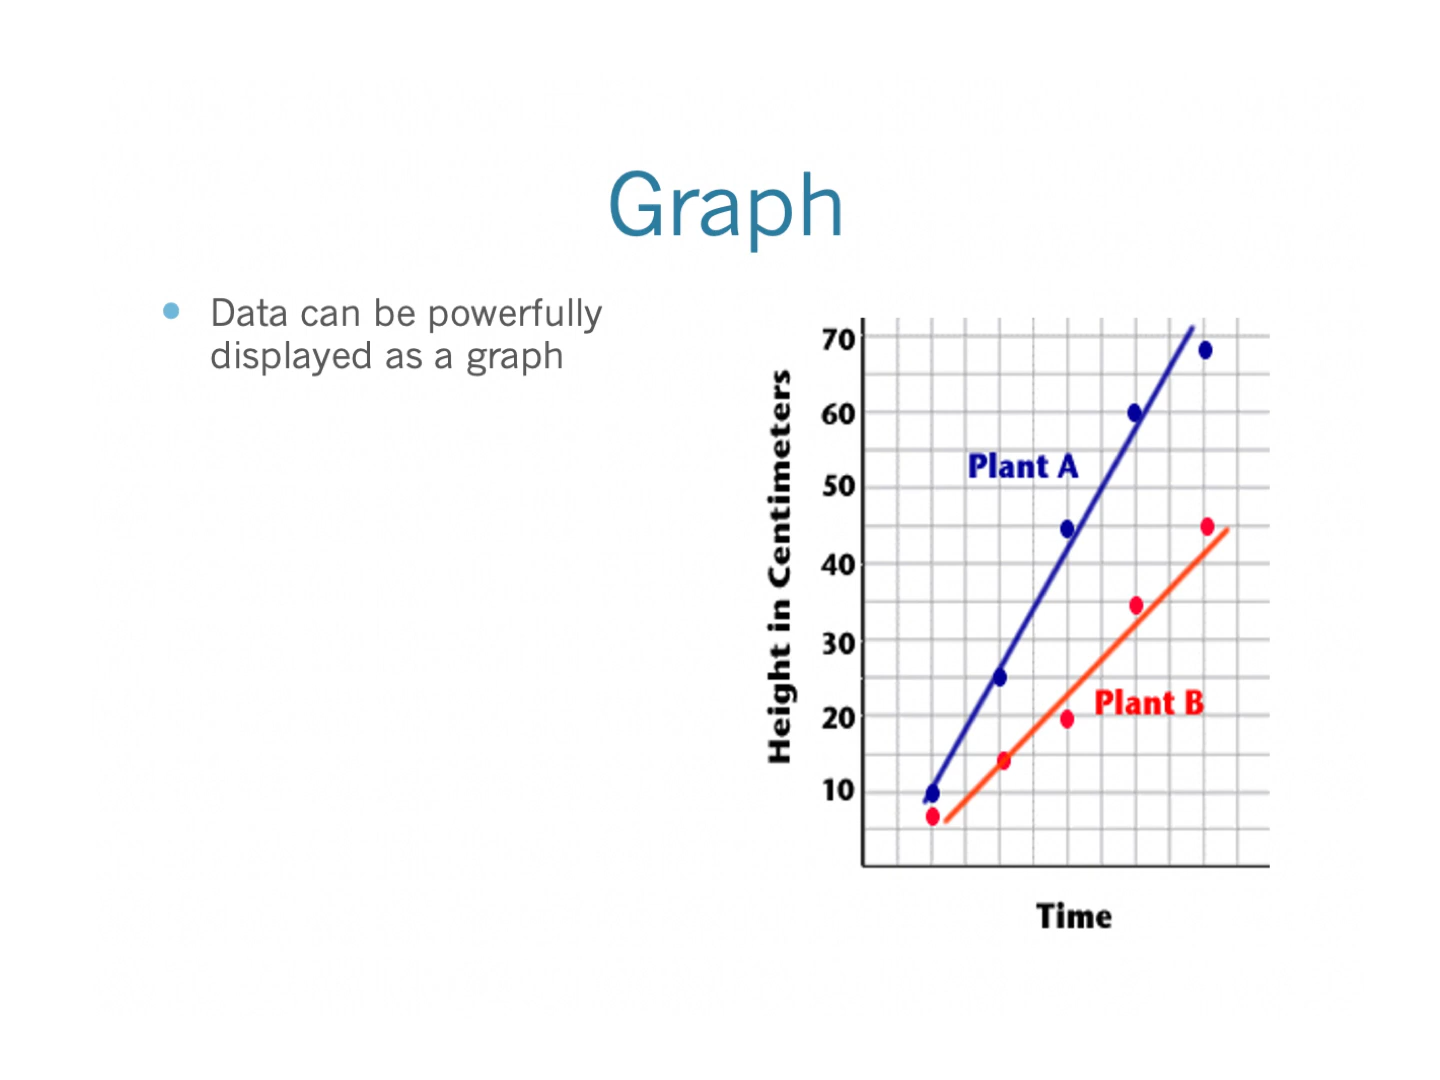 Graph
Data can be powerfully
displayed as a graph
Height in Centimeters
70
60
50
40
30
20
10
Plant A
Plant B
Time